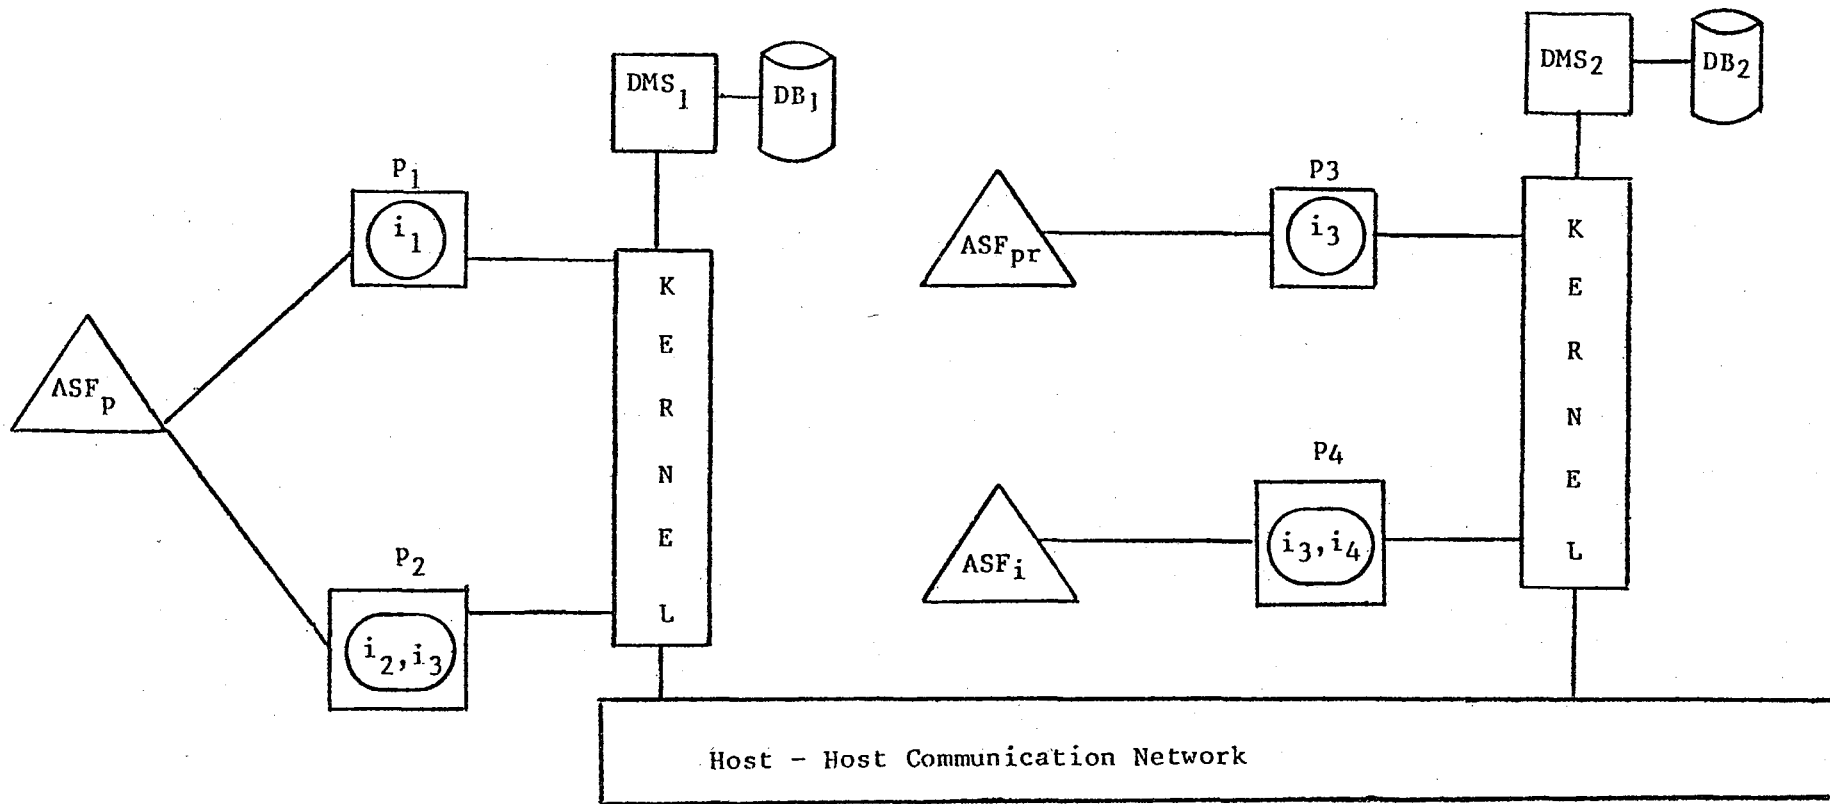 DMS₁
DB₁
p₁
i₁
ASFₚ
p₂
i₂,i₃
K
E
R
N
E
L
DMS₂
DB₂
P3
i₃
ASFpr
P4
i₃,i₄
ASFᵢ
K
E
R
N
E
L
Host - Host Communication Network